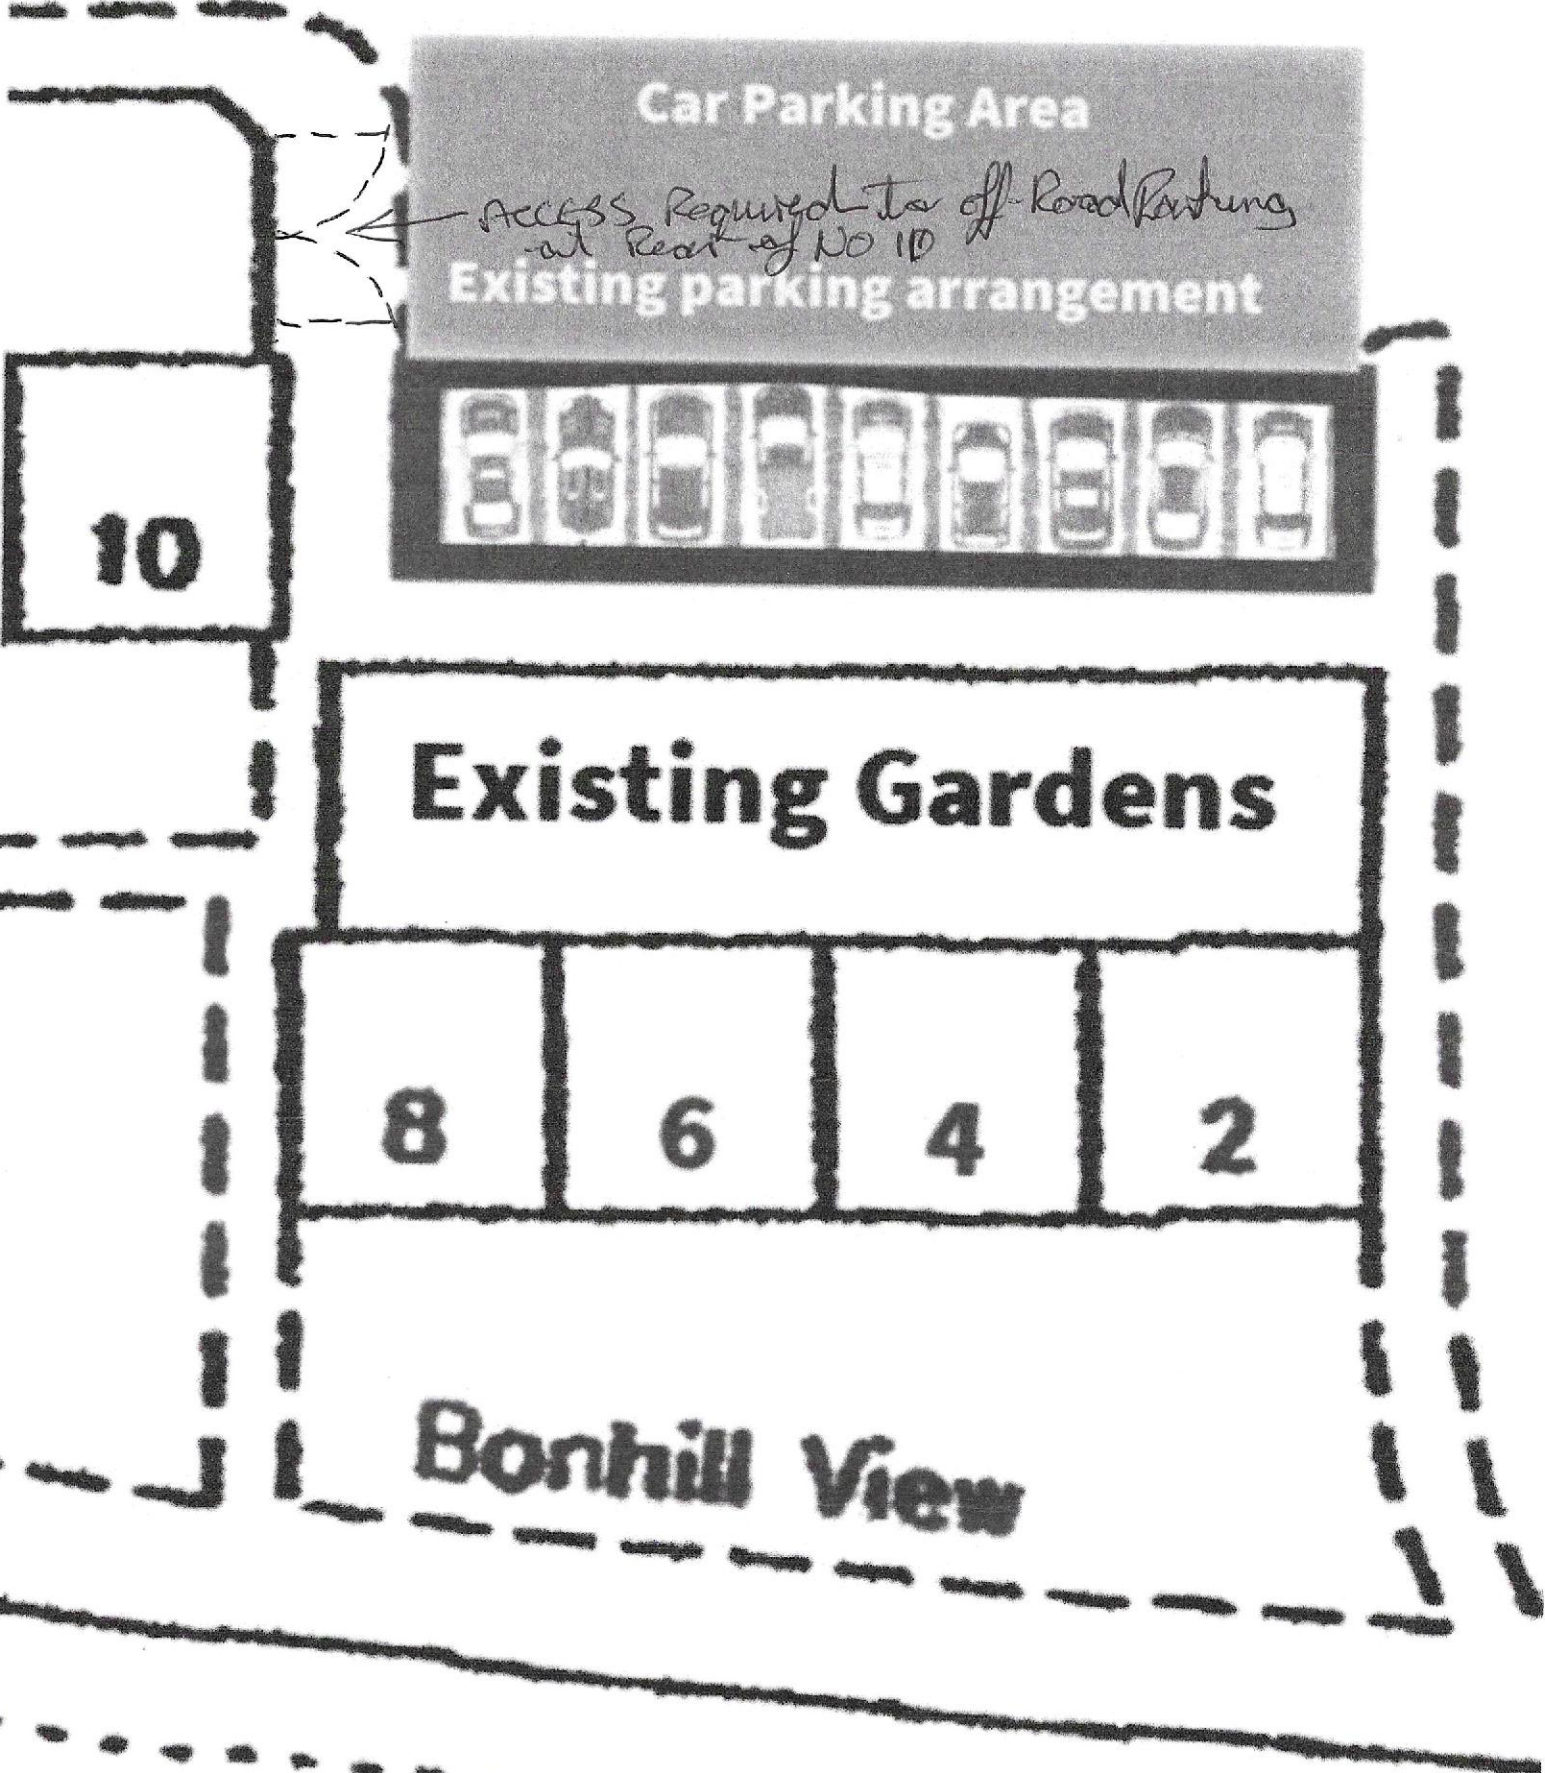 Car Parking Area
Access Required to off-Road Parking
at Rear of NO 10
Existing parking arrangement
10
Existing Gardens
8 6 4 2
Bonhill View